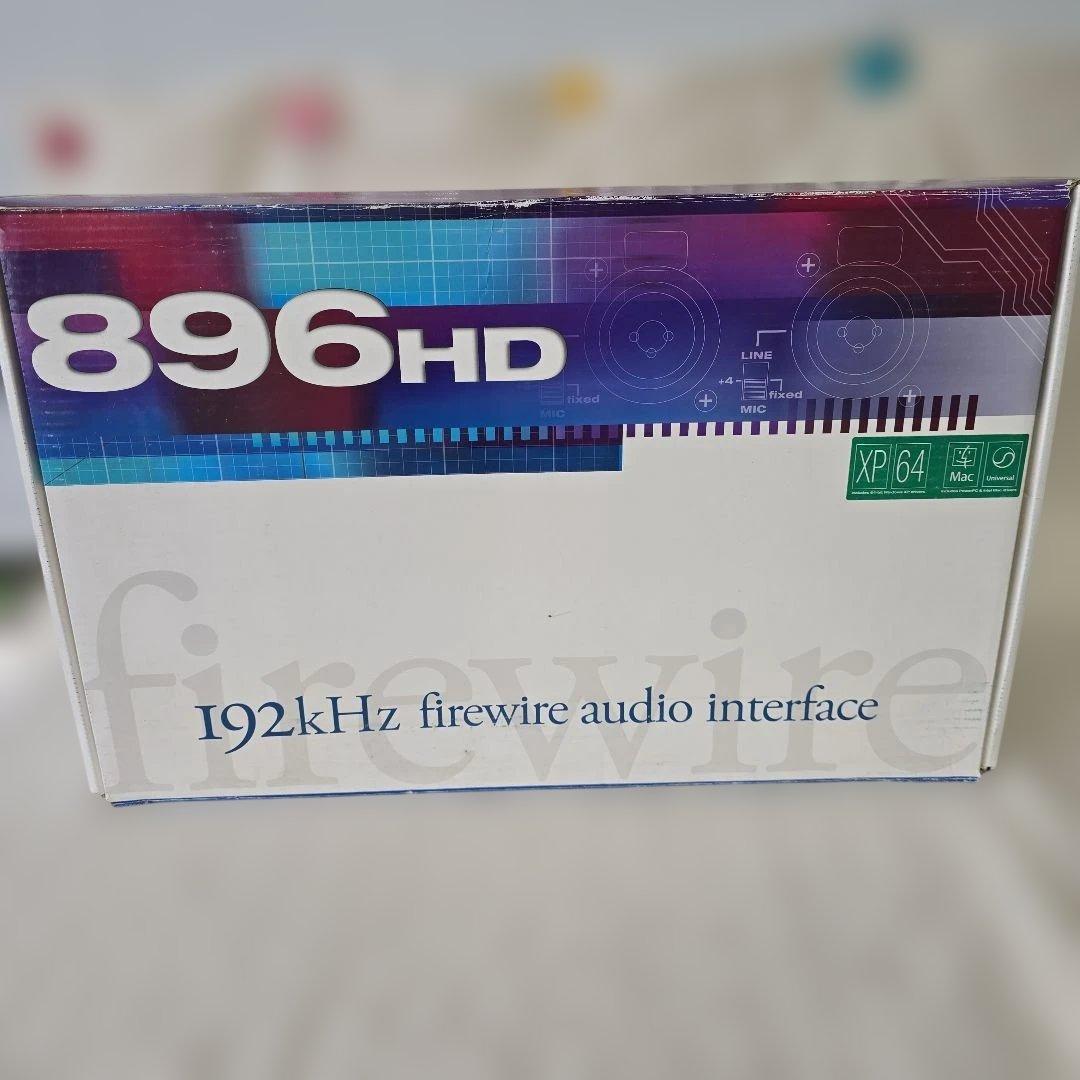 896HD
LINE
+4
fixed
MIC
fixed
MIC
XP 64
Mac
Universal
firewire
192kHz firewire audio interface